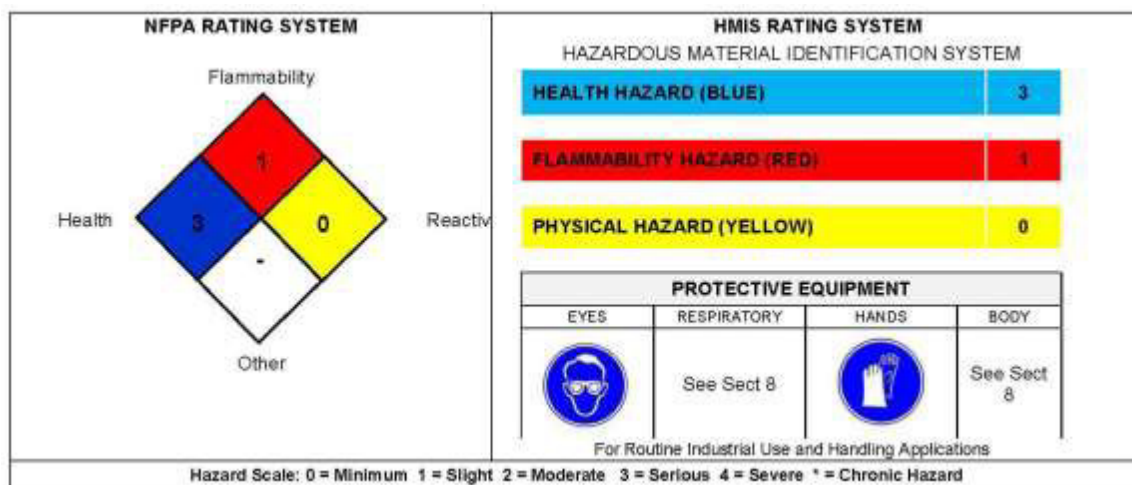 NFPA RATING SYSTEM
Flammability
1
Health
3
0
Reactiv
-
Other
HMIS RATING SYSTEM
HAZARDOUS MATERIAL IDENTIFICATION SYSTEM
HEALTH HAZARD (BLUE) 3
FLAMMABILITY HAZARD (RED) 1
PHYSICAL HAZARD (YELLOW) 0
PROTECTIVE EQUIPMENT
EYES RESPIRATORY HANDS BODY
See Sect 8
See Sect
8
For Routine Industrial Use and Handling Applications
Hazard Scale: 0 = Minimum 1 = Slight 2 = Moderate 3 = Serious 4 = Severe * = Chronic Hazard